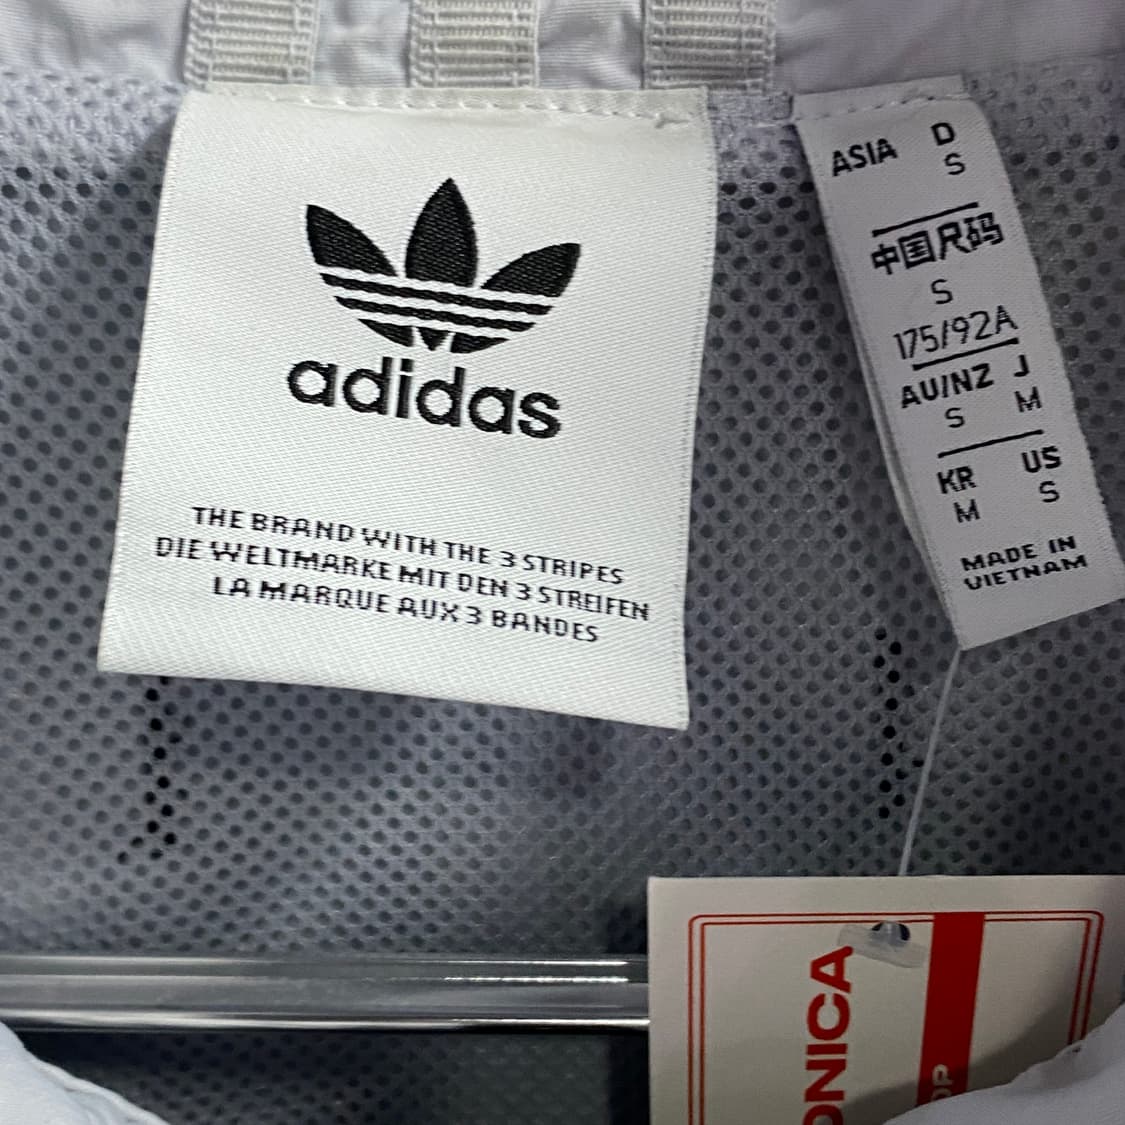 adidas
THE BRAND WITH THE 3 STRIPES
DIE WELTMARKE MIT DEN 3 STREIFEN
LA MARQUE AUX 3 BANDES
ASIA D
S
中国尺码
S
175/92A
AU/NZ J
S M
KR US
M S
MADE IN
VIETNAM